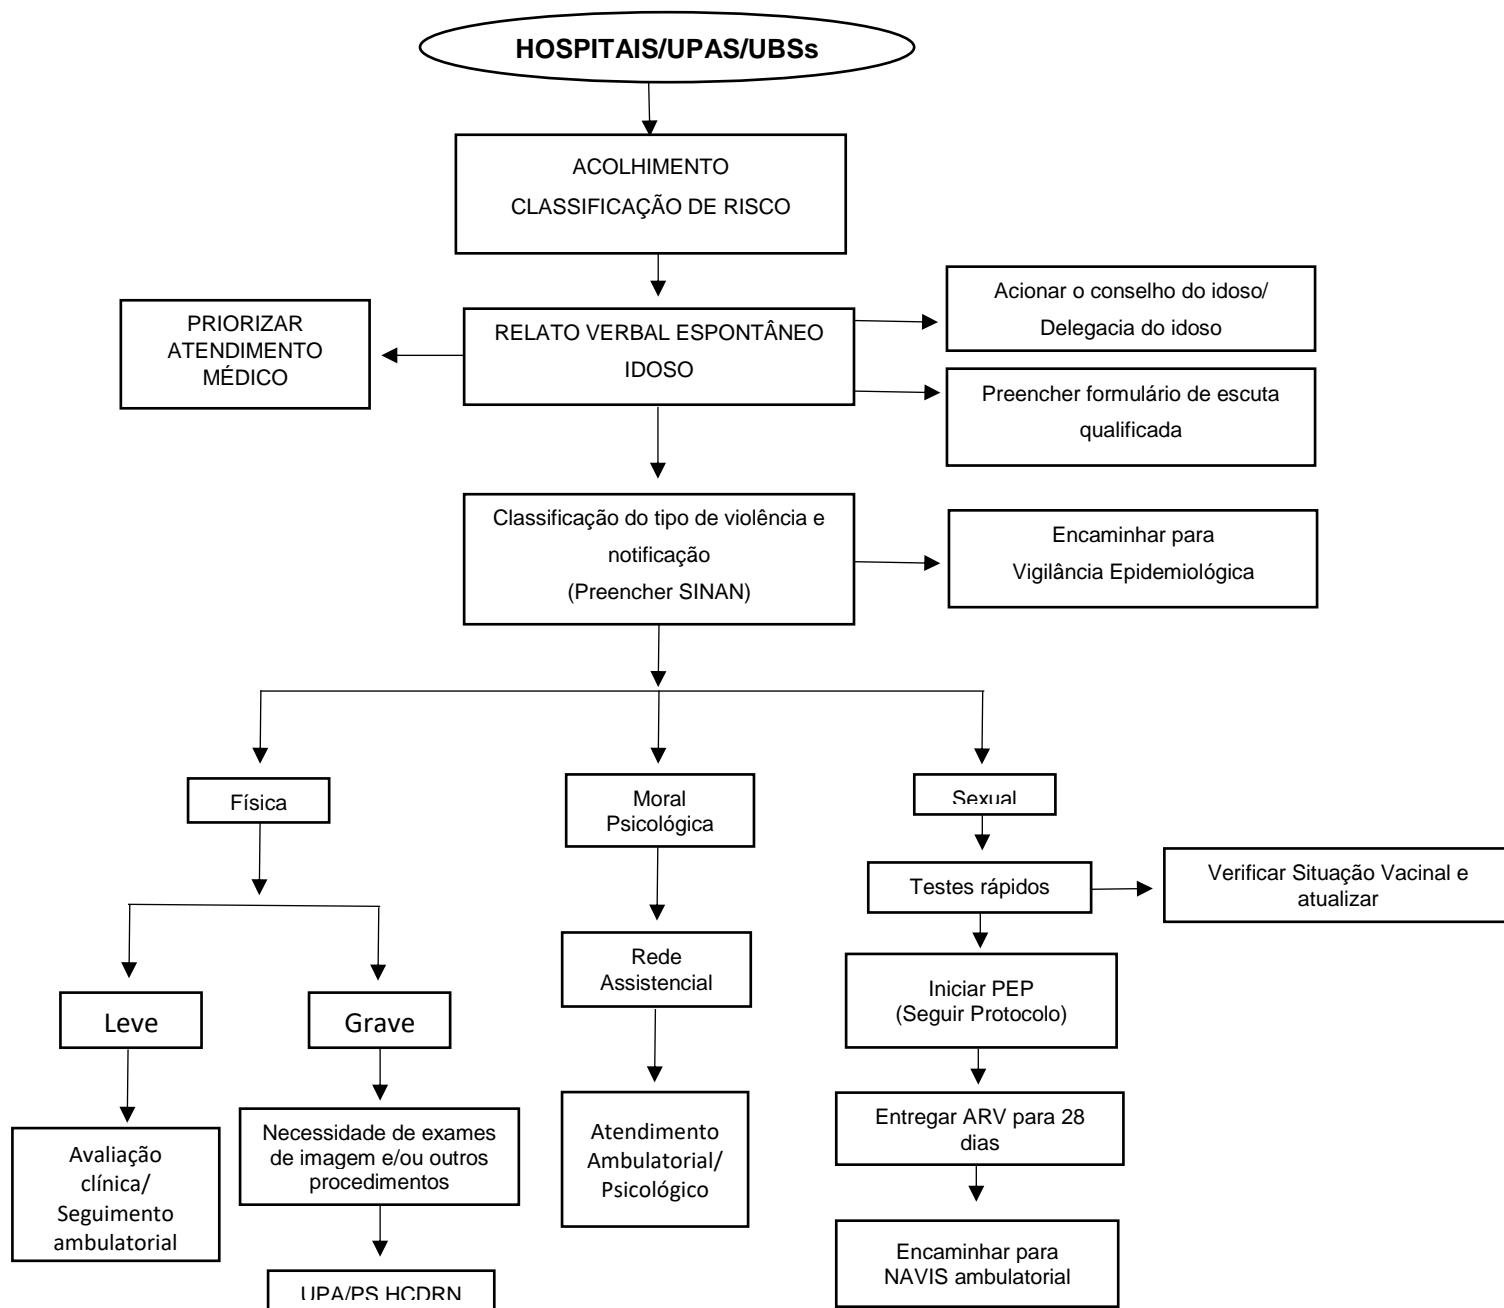 HOSPITAIS/UPAS/UBSs
ACOLHIMENTO
CLASSIFICAÇÃO DE RISCO
PRIORIZAR
ATENDIMENTO
MÉDICO
RELATO VERBAL ESPONTÂNEO
IDOSO
Acionar o conselho do idoso/
Delegacia do idoso
Preencher formulário de escuta
qualificada
Classificação do tipo de violência e
notificação
(Preencher SINAN)
Encaminhar para
Vigilância Epidemiológica
Física
Moral
Psicológica
Sexual
Testes rápidos
Verificar Situação Vacinal e
atualizar
Rede
Assistencial
Iniciar PEP
(Seguir Protocolo)
Leve
Grave
Avaliação
clínica/
Seguimento
ambulatorial
Necessidade de exames
de imagem e/ou outros
procedimentos
Atendimento
Ambulatorial/
Psicológico
Entregar ARV para 28
dias
Encaminhar para
NAVIS ambulatorial
UPA/PS HCDRN